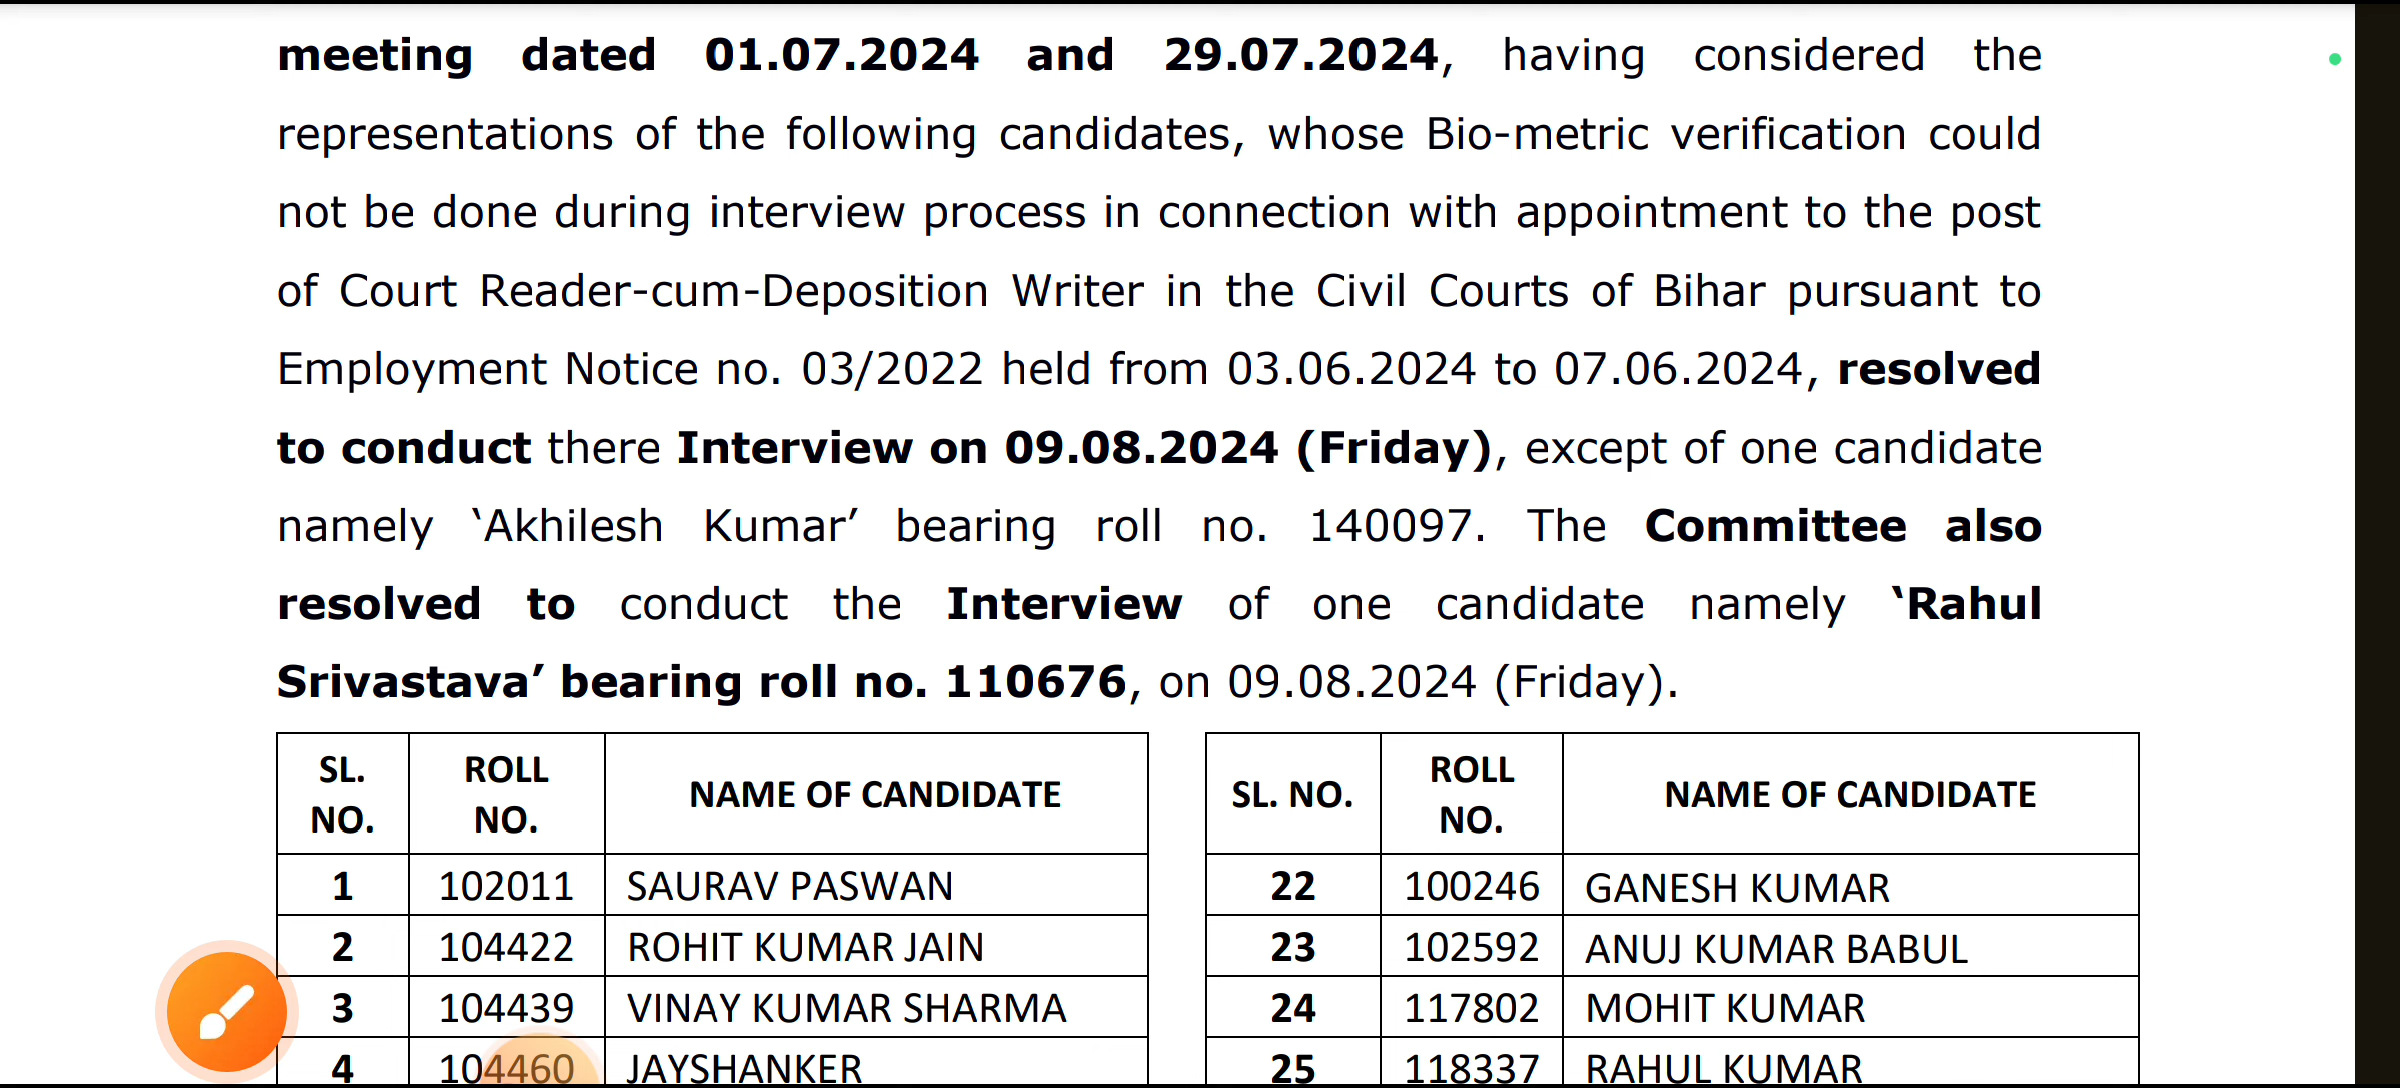 meeting dated 01.07.2024 and 29.07.2024, having considered the
representations of the following candidates, whose Bio-metric verification could
not be done during interview process in connection with appointment to the post
of Court Reader-cum-Deposition Writer in the Civil Courts of Bihar pursuant to
Employment Notice no. 03/2022 held from 03.06.2024 to 07.06.2024, resolved
to conduct there Interview on 09.08.2024 (Friday), except of one candidate
namely ‘Akhilesh Kumar’ bearing roll no. 140097. The Committee also
resolved to conduct the Interview of one candidate namely ‘Rahul
Srivastava’ bearing roll no. 110676, on 09.08.2024 (Friday).
SL. NO. ROLL NO. NAME OF CANDIDATE SL. NO. ROLL NO. NAME OF CANDIDATE
1 102011 SAURAV PASWAN 22 100246 GANESH KUMAR
2 104422 ROHIT KUMAR JAIN 23 102592 ANUJ KUMAR BABUL
3 104439 VINAY KUMAR SHARMA 24 117802 MOHIT KUMAR
4 104460 JAYSHANKER 25 118337 RAHUL KUMAR